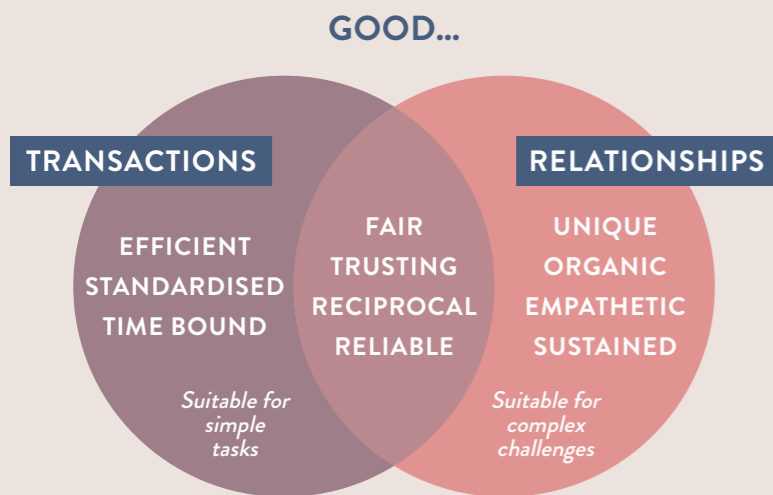 GOOD...
TRANSACTIONS
EFFICIENT
STANDARDISED
TIME BOUND
Suitable for
simple
tasks
FAIR
TRUSTING
RECIPROCAL
RELIABLE
RELATIONSHIPS
UNIQUE
ORGANIC
EMPATHETIC
SUSTAINED
Suitable for
complex
challenges